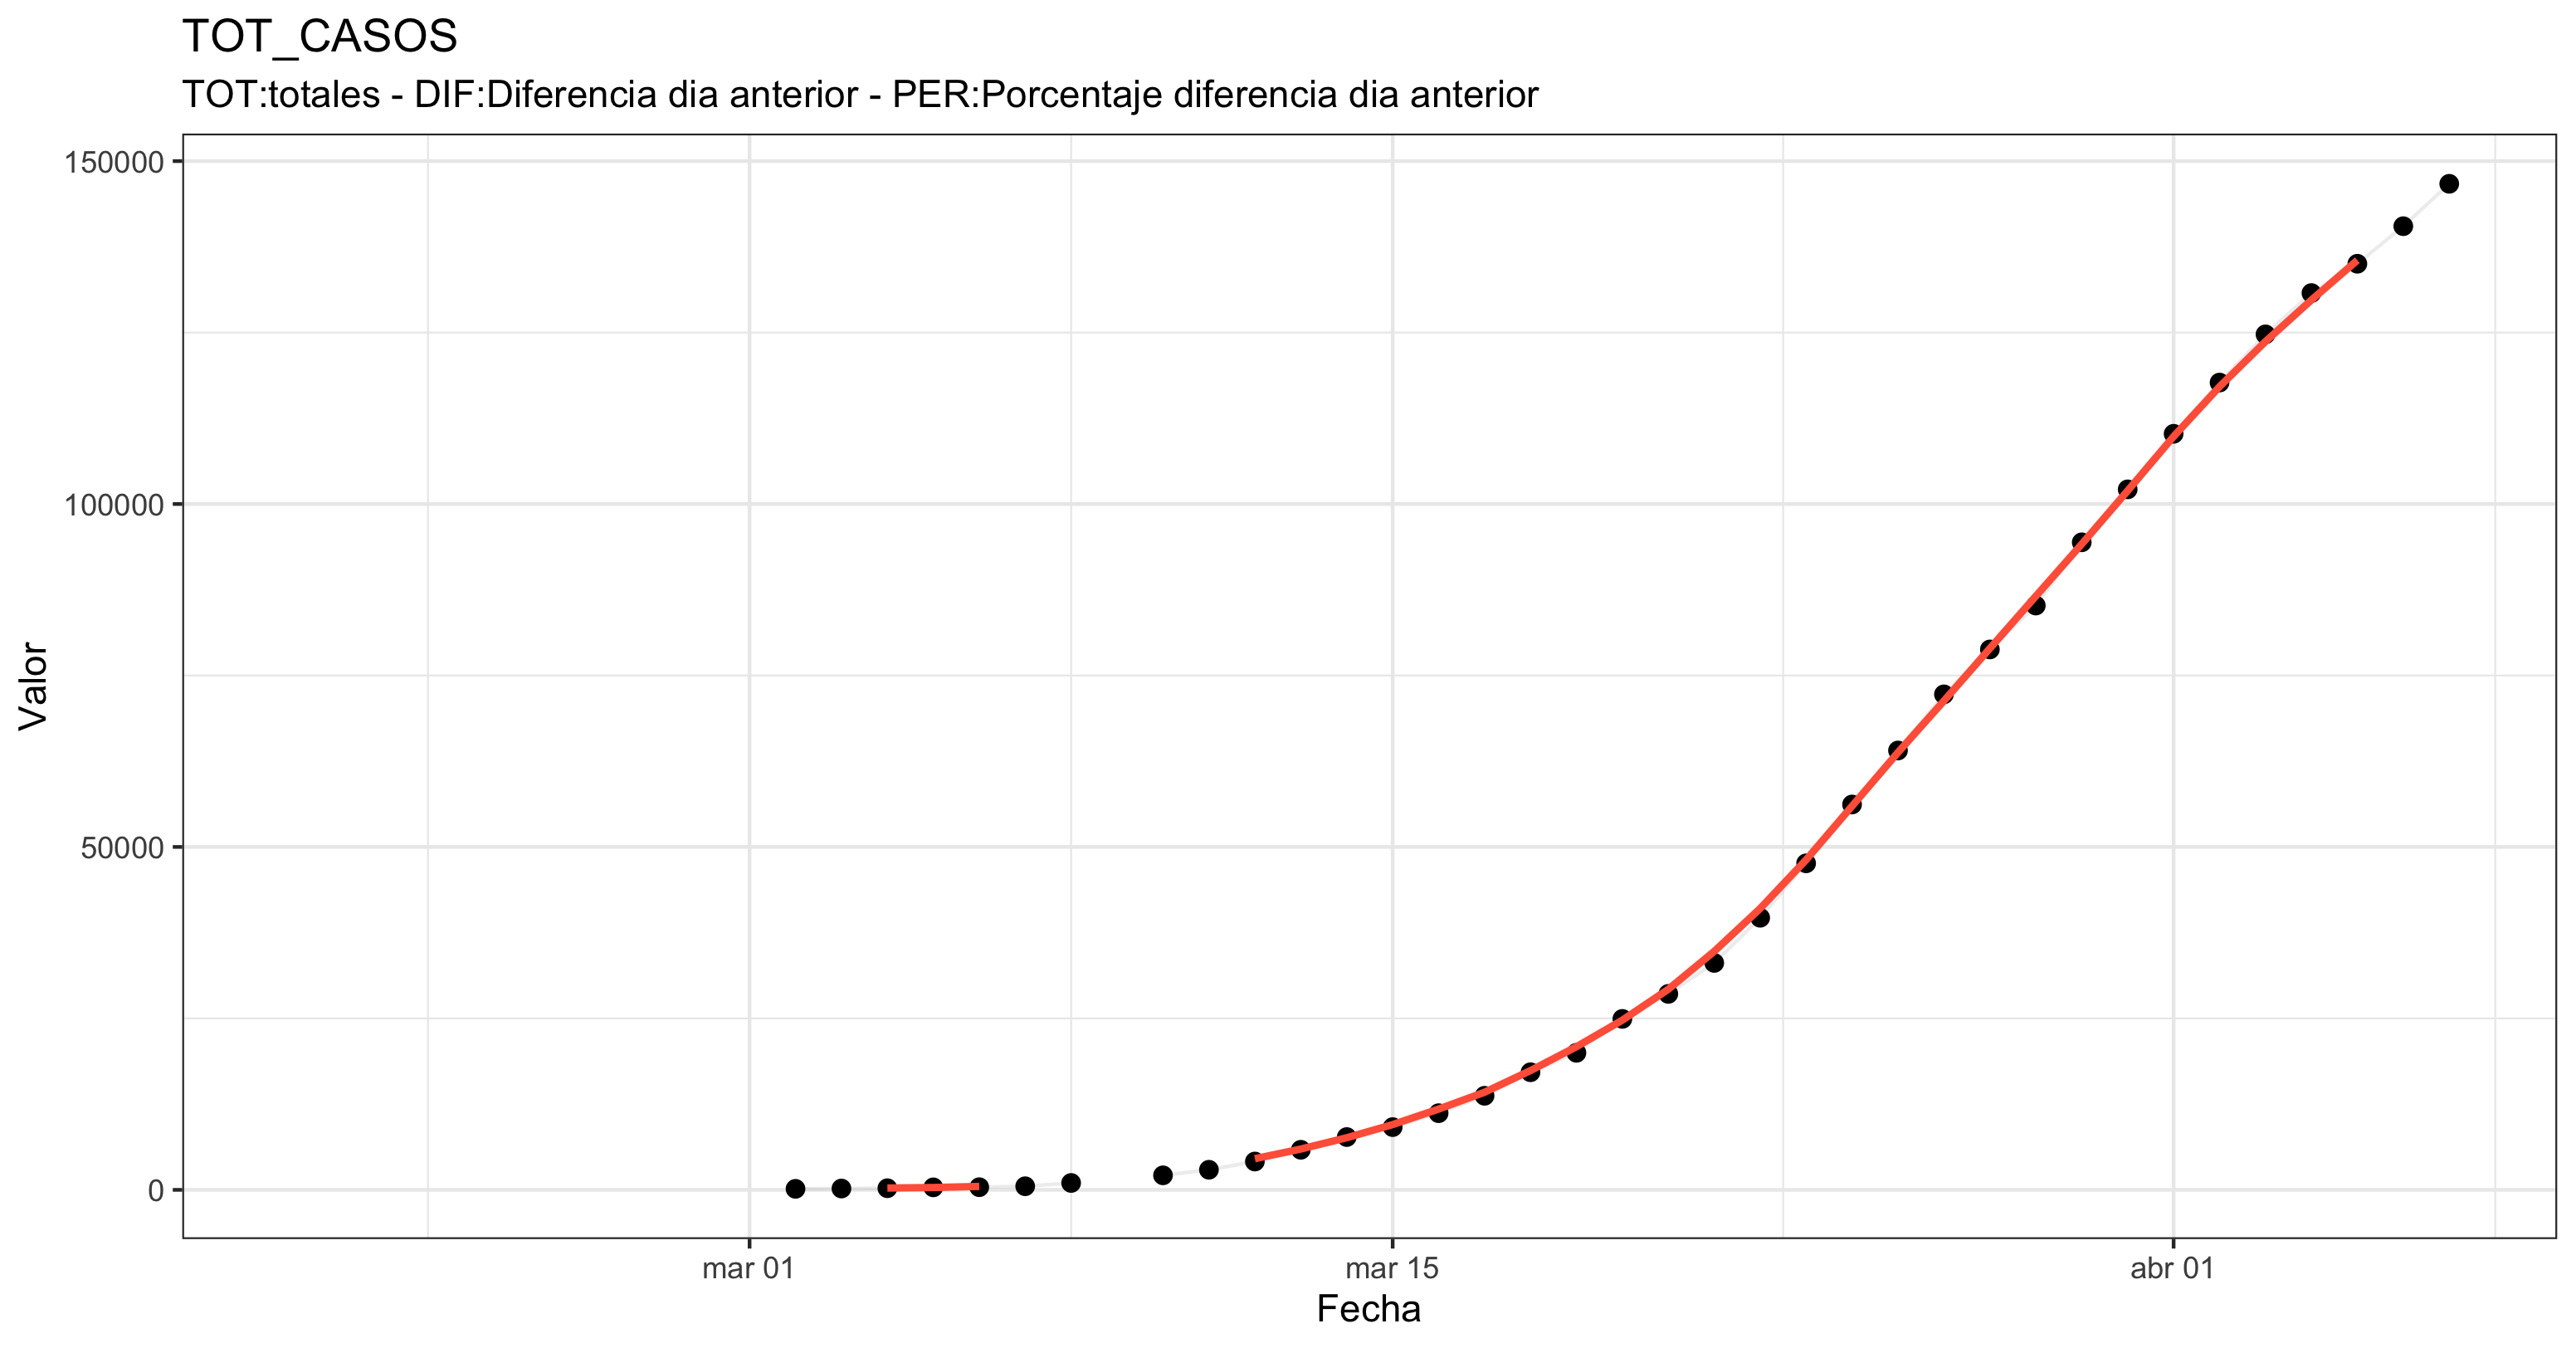 TOT_CASOS
TOT:totales - DIF:Diferencia dia anterior - PER:Porcentaje diferencia dia anterior
150000
100000
50000
0
Valor
mar 01
mar 15
abr 01
Fecha